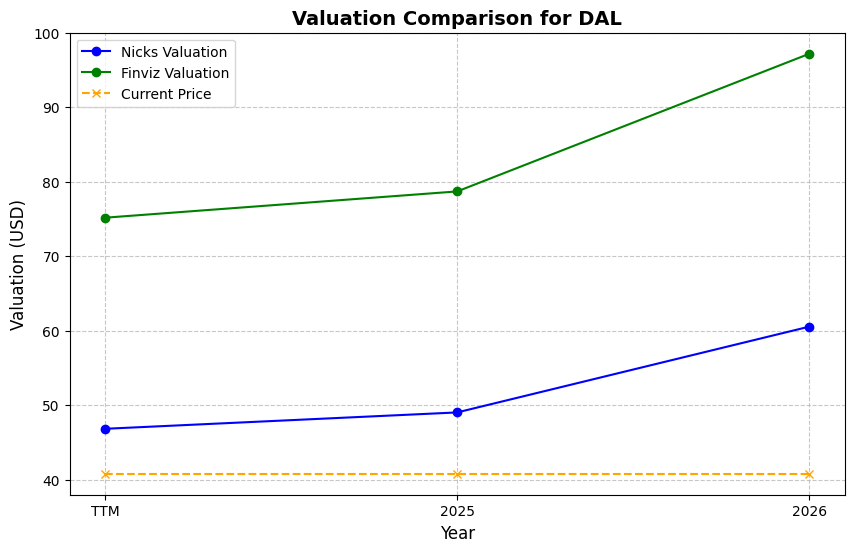 Valuation Comparison for DAL
Nicks Valuation
Finviz Valuation
Current Price
Valuation (USD)
100
90
80
70
60
50
40
TTM
2025
2026
Year